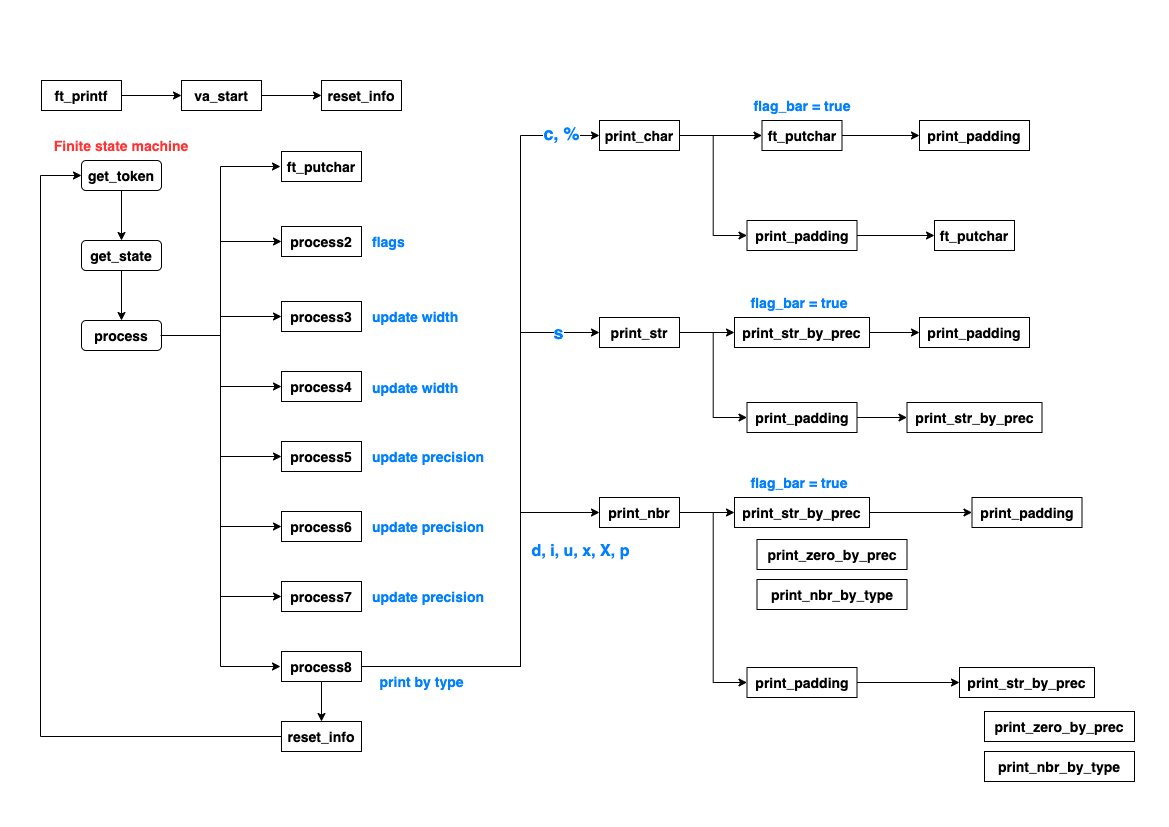 ft_printf
va_start
reset_info
Finite state machine
get_token
get_state
process
ft_putchar
process2
flags
process3
update width
process4
update width
process5
update precision
process6
update precision
process7
update precision
process8
print by type
reset_info
c, %
print_char
flag_bar = true
ft_putchar
print_padding
print_padding
ft_putchar
s
print_str
flag_bar = true
print_str_by_prec
print_padding
print_padding
print_str_by_prec
d, i, u, x, X, p
print_nbr
flag_bar = true
print_str_by_prec
print_padding
print_zero_by_prec
print_nbr_by_type
print_padding
print_str_by_prec
print_zero_by_prec
print_nbr_by_type